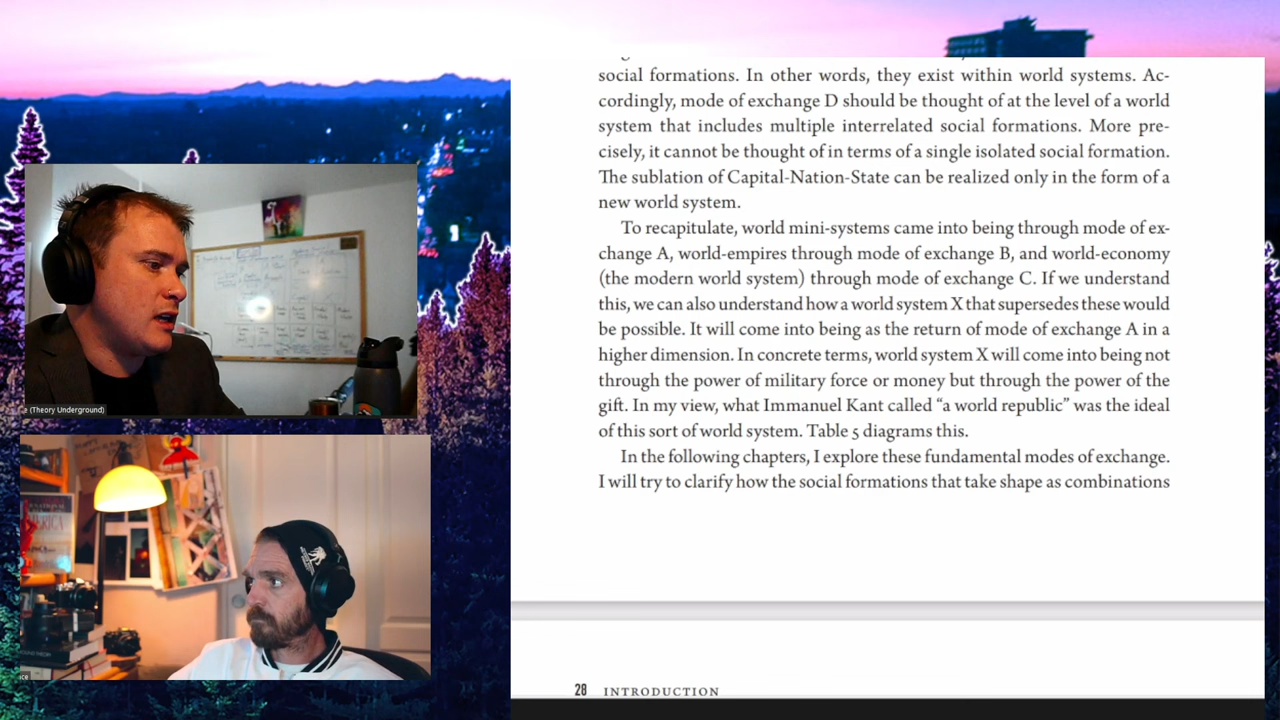 social formations. In other words, they exist within world systems. Ac-
cordingly, mode of exchange D should be thought of at the level of a world
system that includes multiple interrelated social formations. More pre-
cisely, it cannot be thought of in terms of a single isolated social formation.
The sublation of Capital-Nation-State can be realized only in the form of a
new world system.
To recapitulate, world mini-systems came into being through mode of ex-
change A, world-empires through mode of exchange B, and world-economy
(the modern world system) through mode of exchange C. If we understand
this, we can also understand how a world system X that supersedes these would
be possible. It will come into being as the return of mode of exchange A in a
higher dimension. In concrete terms, world system X will come into being not
through the power of military force or money but through the power of the
gift. In my view, what Immanuel Kant called “a world republic” was the ideal
of this sort of world system. Table 5 diagrams this.
In the following chapters, I explore these fundamental modes of exchange.
I will try to clarify how the social formations that take shape as combinations
28 INTRODUCTION
(Theory Underground)